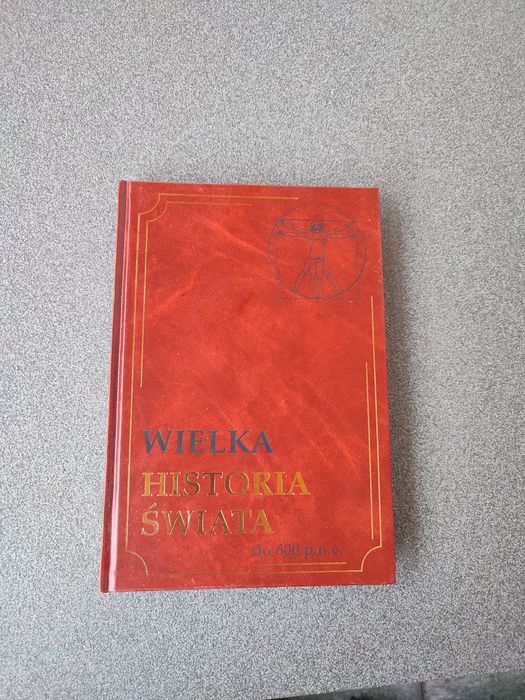 WIELKA
HISTORIA
ŚWIATA
do 600 p.n.e.